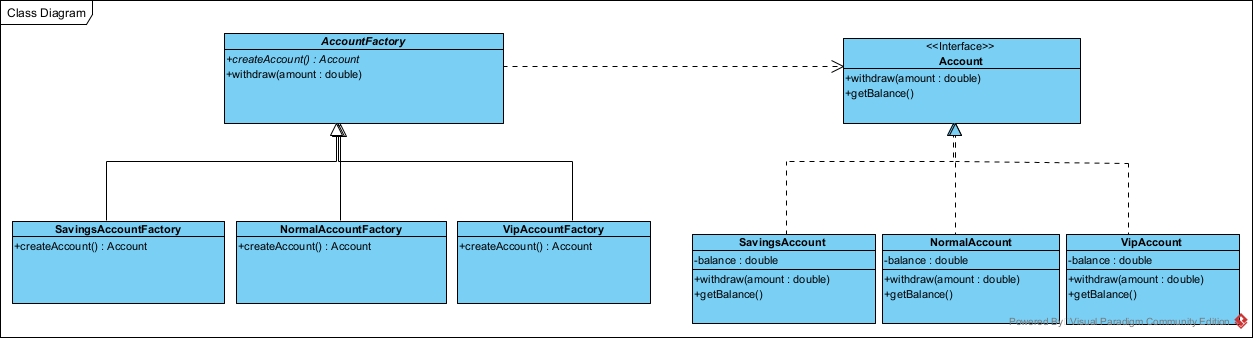 Class Diagram
AccountFactory
+createAccount() : Account
+withdraw(amount : double)
<<Interface>>
Account
+withdraw(amount : double)
+getBalance()
SavingsAccountFactory
+createAccount() : Account
NormalAccountFactory
+createAccount() : Account
VipAccountFactory
+createAccount() : Account
SavingsAccount
-balance : double
+withdraw(amount : double)
+getBalance()
NormalAccount
-balance : double
+withdraw(amount : double)
+getBalance()
VipAccount
-balance : double
+withdraw(amount : double)
+getBalance()
Powered By Visual Paradigm Community Edition